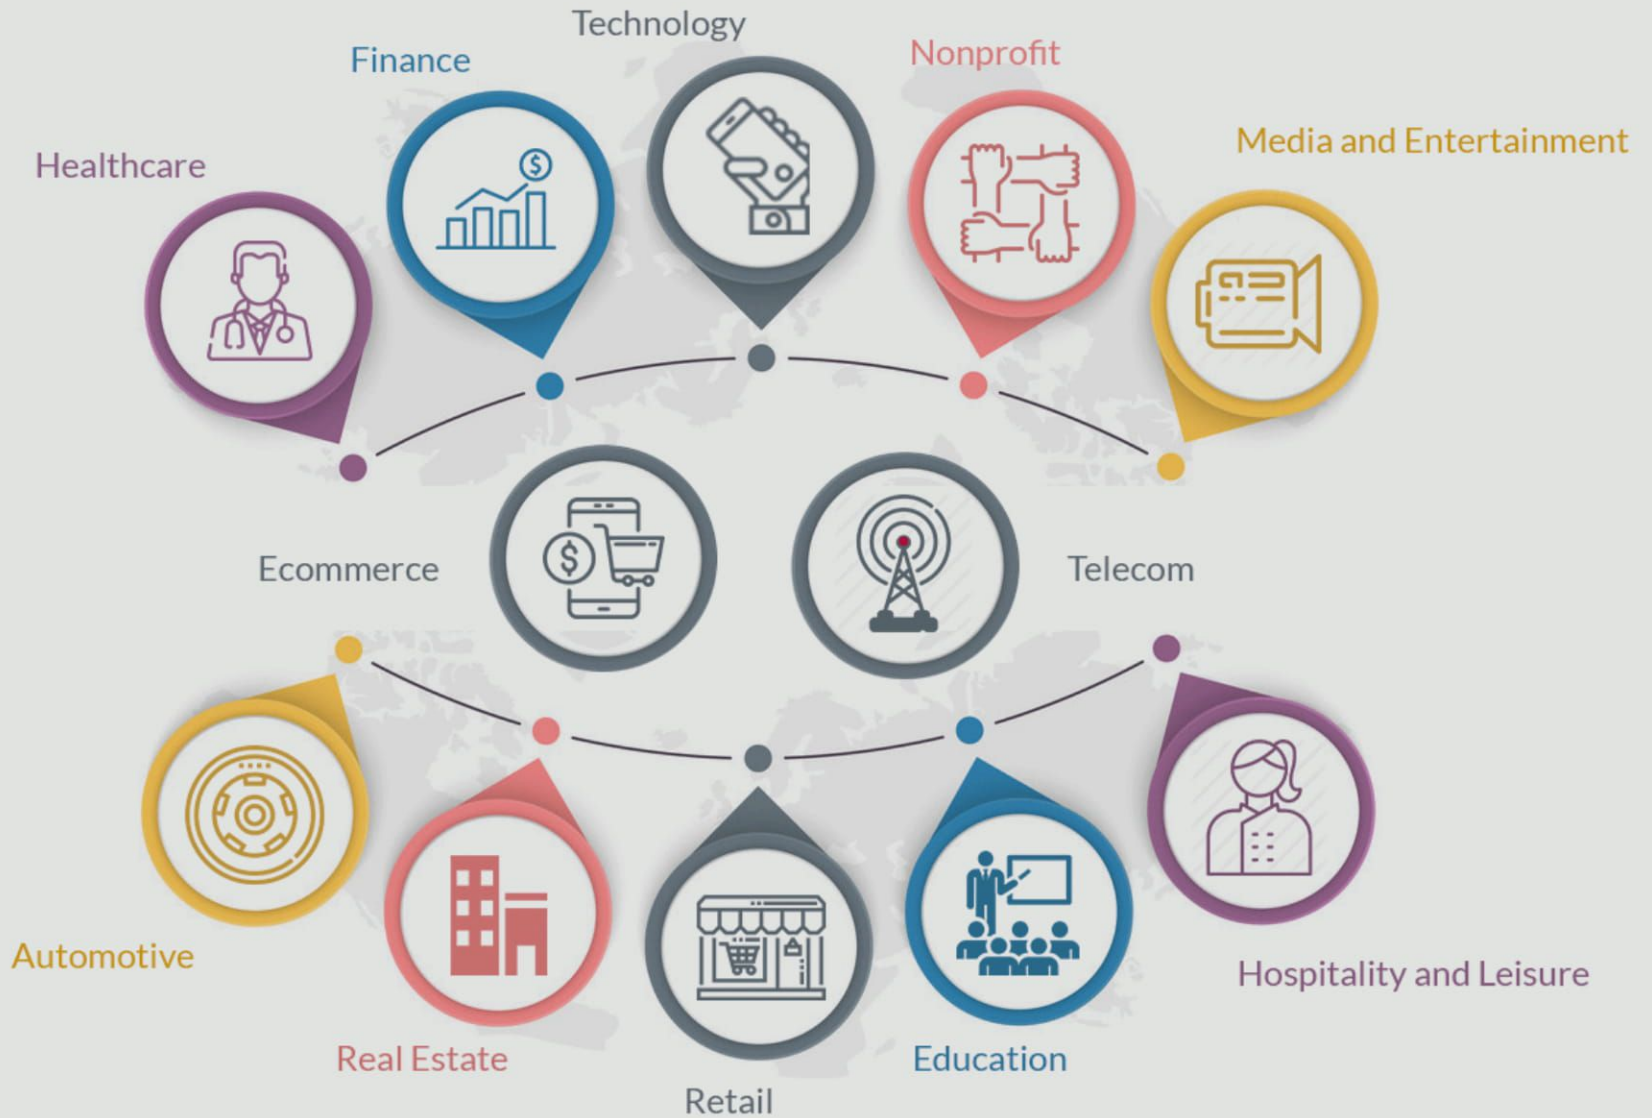 Technology
Finance
Nonprofit
Media and Entertainment
Healthcare
$
Ecommerce
$
Telecom
Automotive
Hospitality and Leisure
Real Estate
Education
Retail